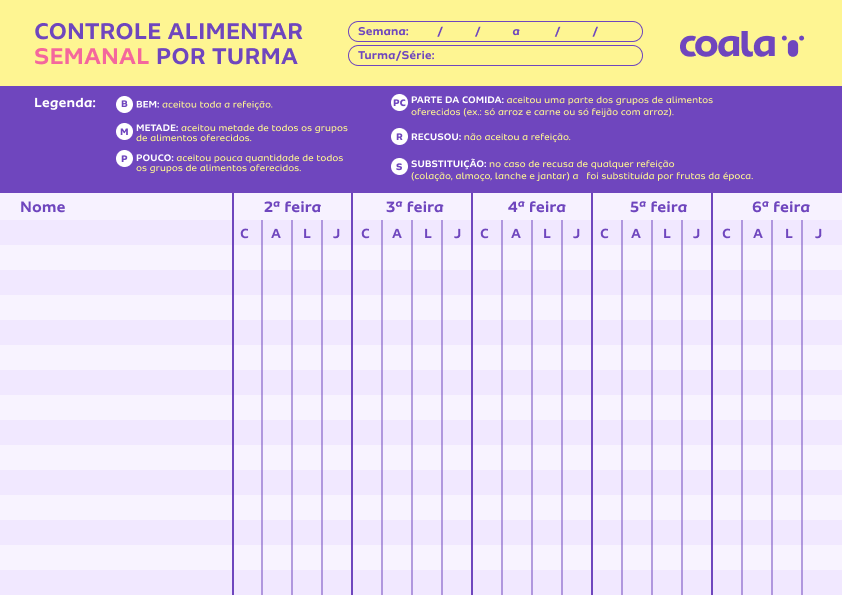 CONTROLE ALIMENTAR
SEMANAL POR TURMA
Semana: / / a / /
Turma/Série:
coala
Legenda:
B BEM: aceitou toda a refeição.
M METADE: aceitou metade de todos os grupos
de alimentos oferecidos.
P POUCO: aceitou pouca quantidade de todos
os grupos de alimentos oferecidos.
PC PARTE DA COMIDA: aceitou uma parte dos grupos de alimentos
oferecidos (ex.: só arroz e carne ou só feijão com arroz).
R RECUSOU: não aceitou a refeição.
S SUBSTITUIÇÃO: no caso de recusa de qualquer refeição
(colação, almoço, lanche e jantar) a foi substituída por frutas da época.
Nome 2ª feira 3ª feira 4ª feira 5ª feira 6ª feira
C A L J C A L J C A L J C A L J C A L J